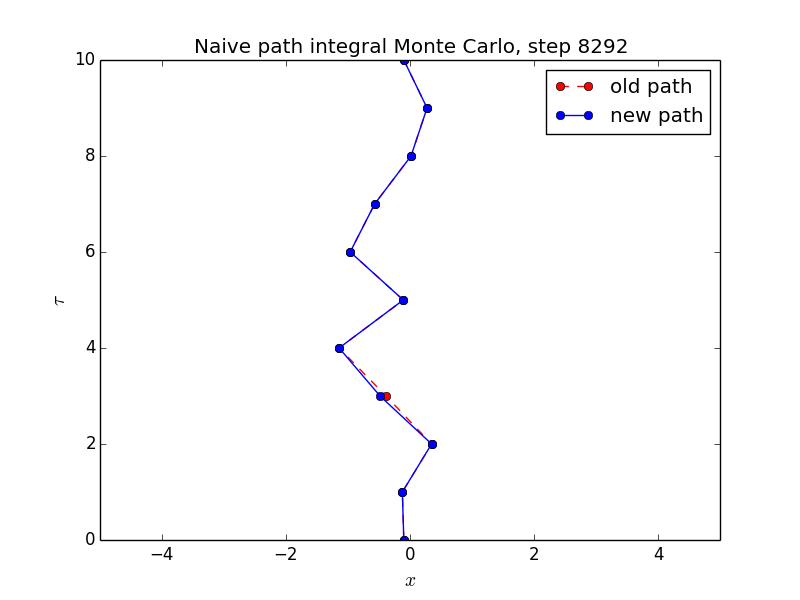 Naive path integral Monte Carlo, step 8292
old path
new path
10
8
6
4
2
0
τ
−4 −2 0 2 4
x